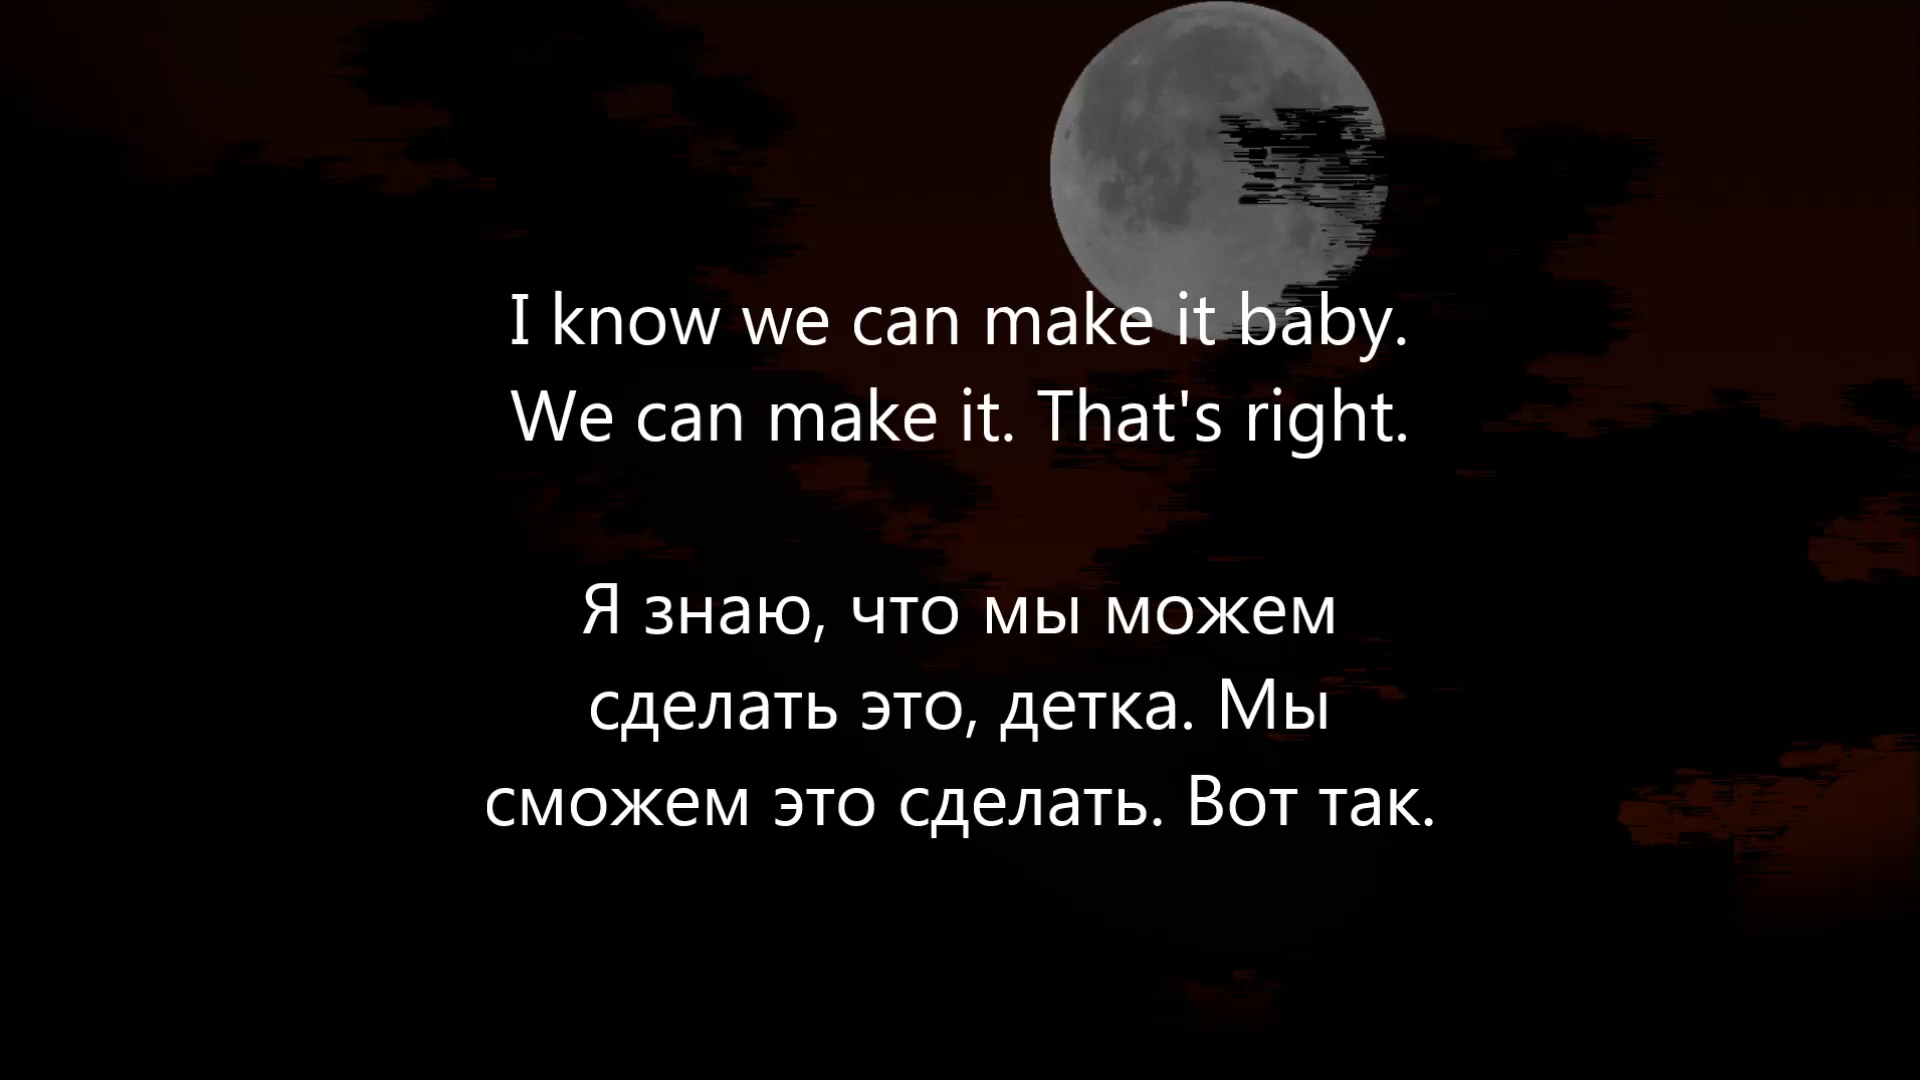 I know we can make it baby.
We can make it. That's right.
Я знаю, что мы можем
сделать это, детка. Мы
сможем это сделать. Вот так.